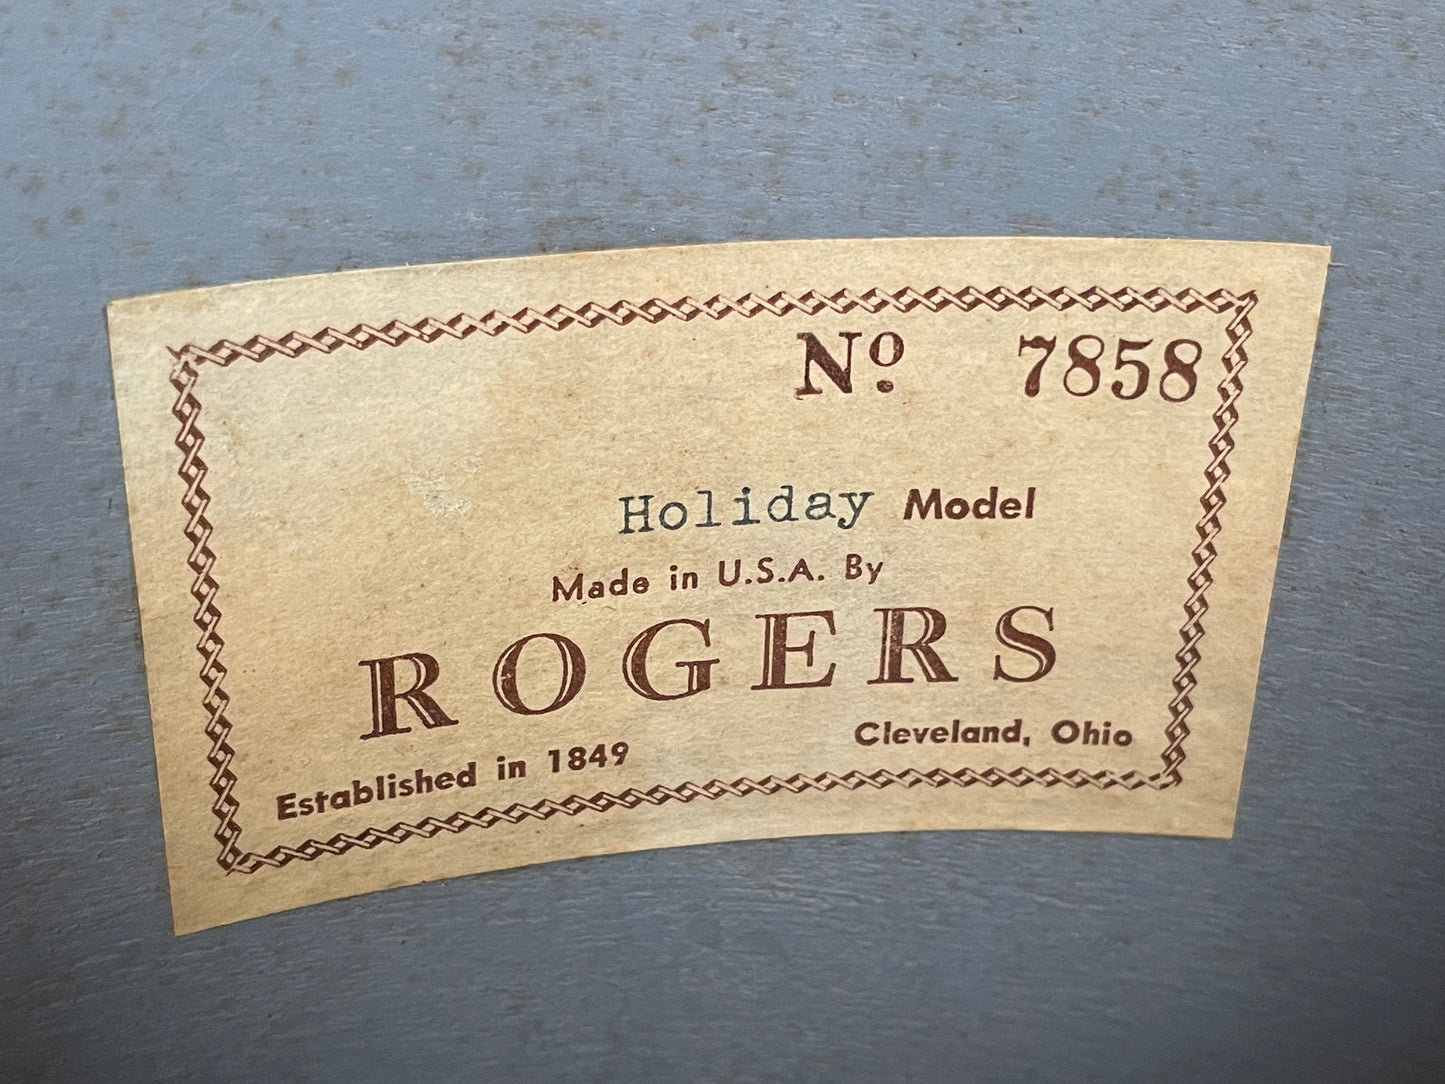 Nº 7858
Holiday Model
Made in U.S.A. By
ROGERS
Established in 1849 Cleveland, Ohio